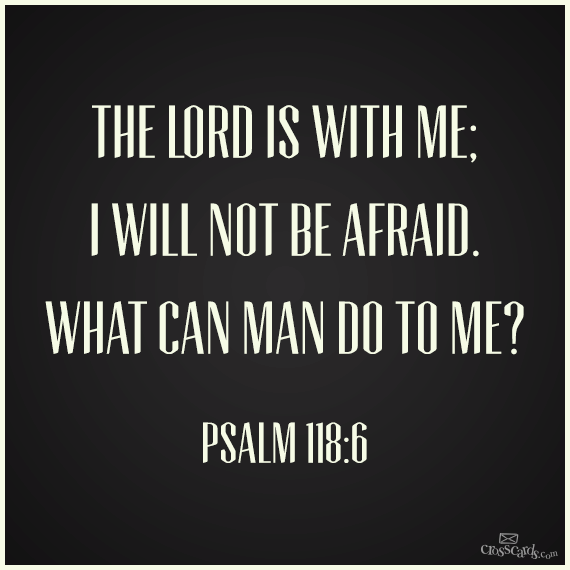 THE LORD IS WITH ME;
I WILL NOT BE AFRAID.
WHAT CAN MAN DO TO ME?
PSALM 118:6
crosscards.com